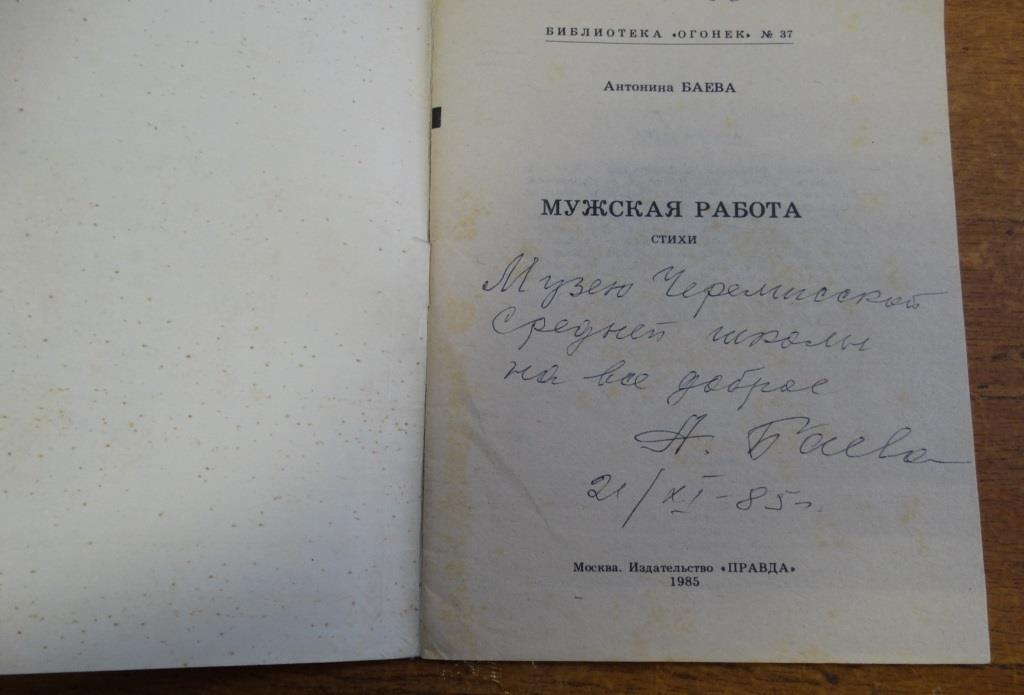 БИБЛИОТЕКА «ОГОНЕК» № 37
Антонина БАЕВА
МУЖСКАЯ РАБОТА
СТИХИ
Музею Черемисской
средней школы
на все доброе
А. Баева
21/XI-85г.
Москва. Издательство «ПРАВДА»
1985